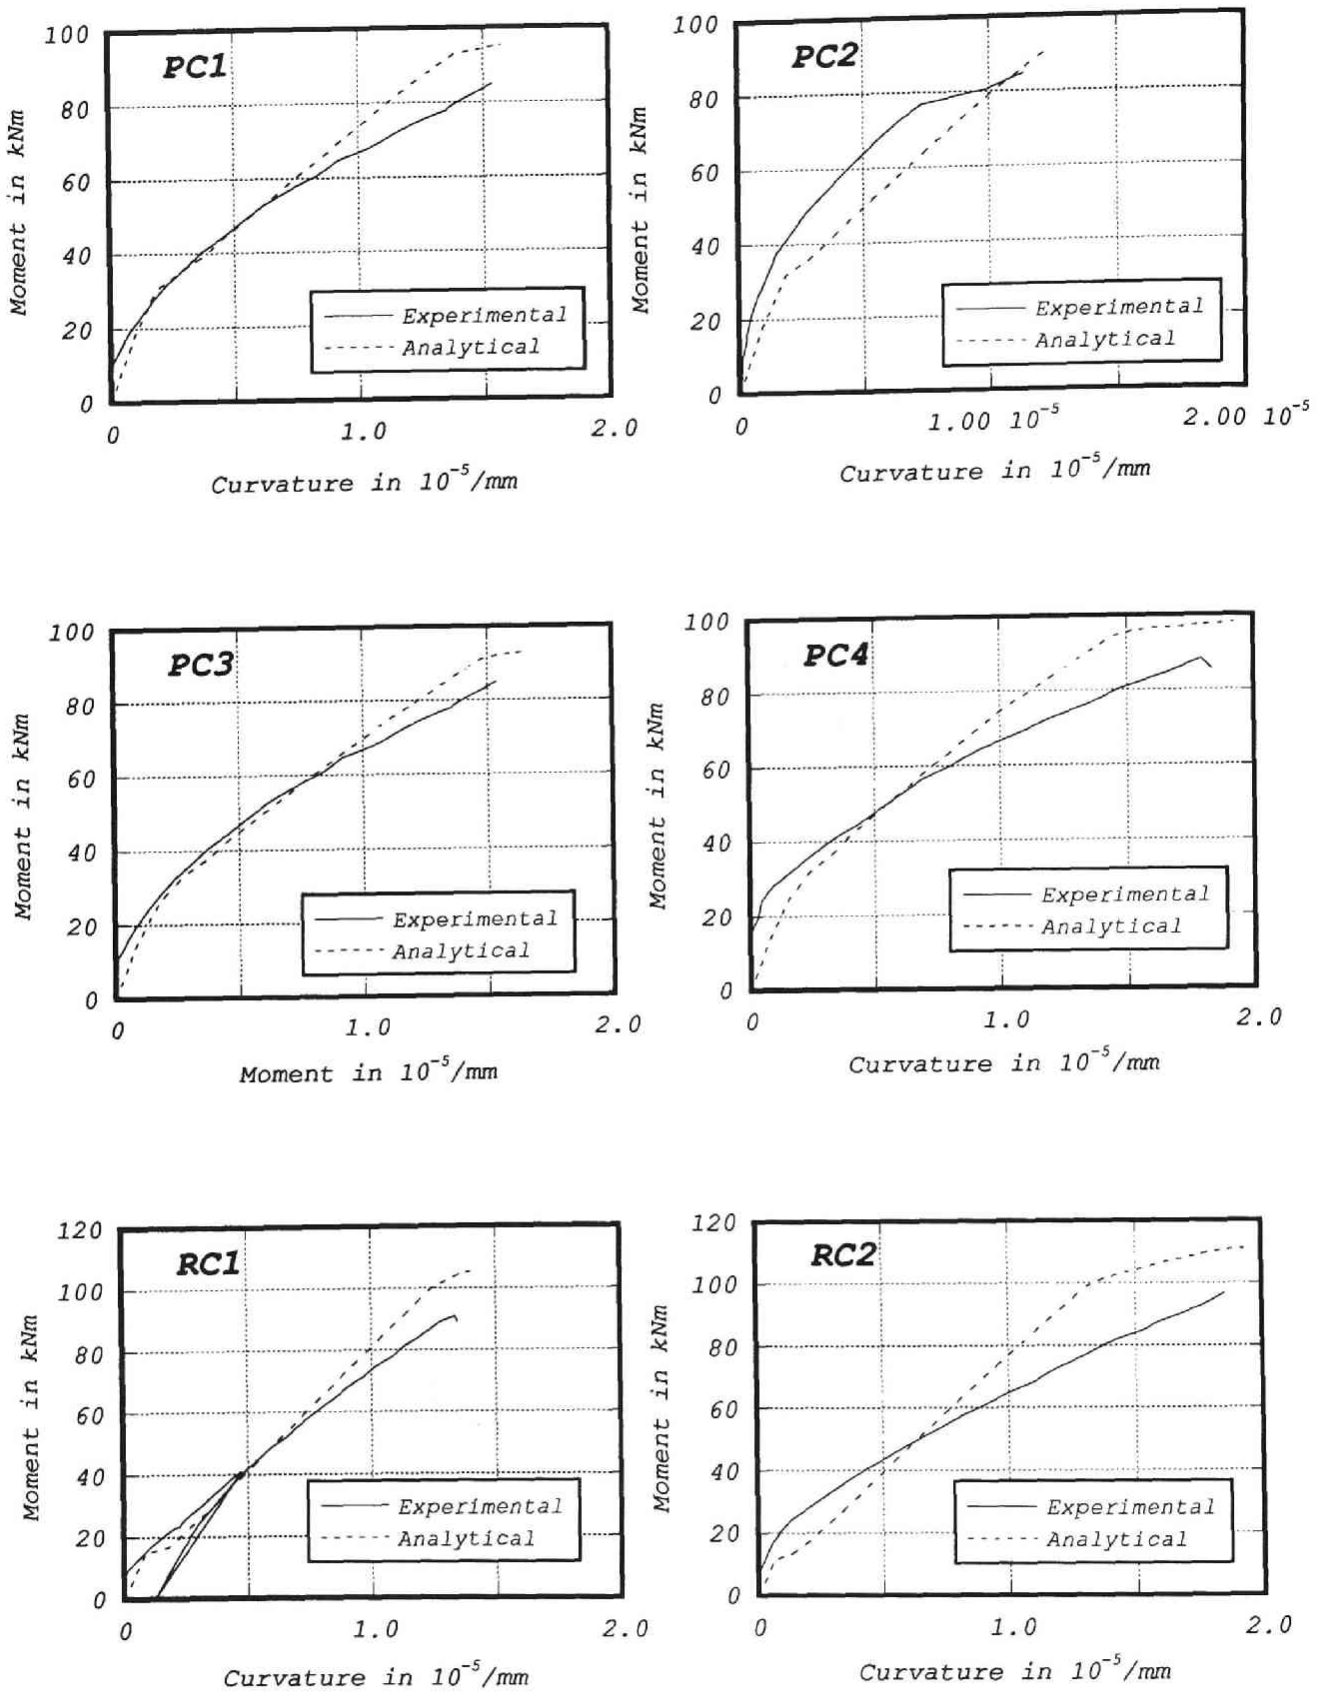 100
PC1
80
60
40
20
0
Moment in kNm
Experimental
Analytical
0 1.0 2.0
Curvature in 10⁻⁵/mm
100
PC2
80
60
40
20
0
Moment in kNm
Experimental
Analytical
0 1.00 10⁻⁵ 2.00 10⁻⁵
Curvature in 10⁻⁵/mm
100
PC3
80
60
40
20
0
Moment in kNm
Experimental
Analytical
0 1.0 2.0
Moment in 10⁻⁵/mm
100
PC4
80
60
40
20
0
Moment in kNm
Experimental
Analytical
0 1.0 2.0
Curvature in 10⁻⁵/mm
120
RC1
100
80
60
40
20
0
Moment in kNm
Experimental
Analytical
0 1.0 2.0
Curvature in 10⁻⁵/mm
120
RC2
100
80
60
40
20
0
Moment in kNm
Experimental
Analytical
0 1.0 2.0
Curvature in 10⁻⁵/mm